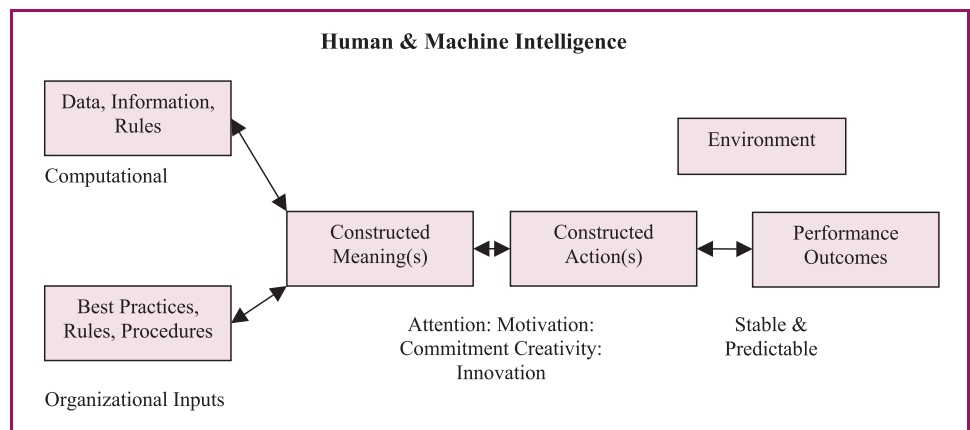 Human & Machine Intelligence
Data, Information,
Rules
Computational
Environment
Constructed
Meaning(s)
Constructed
Action(s)
Performance
Outcomes
Best Practices,
Rules, Procedures
Organizational Inputs
Attention: Motivation:
Commitment Creativity:
Innovation
Stable &
Predictable